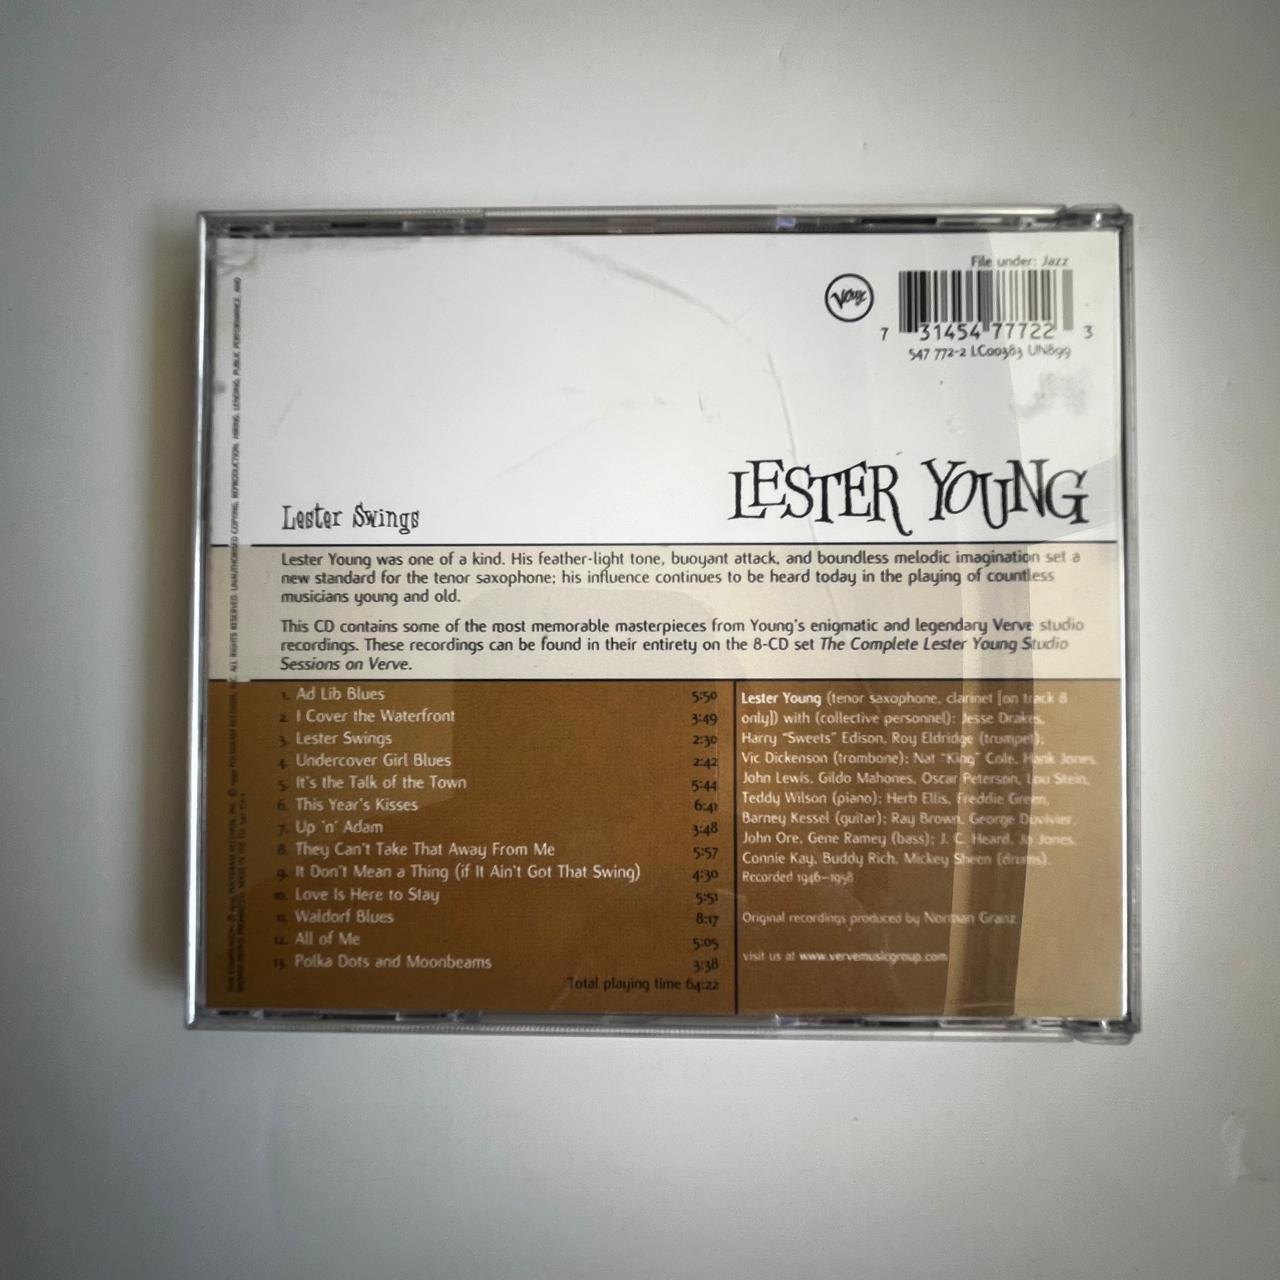 File under: Jazz
Verve
7 31454 77722 3
547 772-2 LC00383 UN899
LESTER YOUNG
Lester Swings
Lester Young was one of a kind. His feather-light tone, buoyant attack, and boundless melodic imagination set a
new standard for the tenor saxophone; his influence continues to be heard today in the playing of countless
musicians young and old.
This CD contains some of the most memorable masterpieces from Young's enigmatic and legendary Verve studio
recordings. These recordings can be found in their entirety on the 8-CD set The Complete Lester Young Studio
Sessions on Verve.
1. Ad Lib Blues 5:50
2. I Cover the Waterfront 3:49
3. Lester Swings 2:30
4. Undercover Girl Blues 2:42
5. It's the Talk of the Town 5:44
6. This Year's Kisses 6:41
7. Up 'n' Adam 3:48
8. They Can't Take That Away From Me 5:57
9. It Don't Mean a Thing (if It Ain't Got That Swing) 4:30
10. Love Is Here to Stay 5:51
11. Waldorf Blues 8:17
12. All of Me 5:05
13. Polka Dots and Moonbeams 3:38
Total playing time 64:22
Lester Young (tenor saxophone, clarinet [on track 8
only]) with (collective personnel): Jesse Drakes,
Harry "Sweets" Edison, Roy Eldridge (trumpet);
Vic Dickenson (trombone); Nat "King" Cole, Hank Jones,
John Lewis, Gildo Mahones, Oscar Peterson, Lou Stein,
Teddy Wilson (piano); Herb Ellis, Freddie Green,
Barney Kessel (guitar); Ray Brown, George Duvivier,
John Ore, Gene Ramey (bass); J. C. Heard, Jo Jones,
Connie Kay, Buddy Rich, Mickey Sheen (drums).
Recorded 1946–1958
Original recordings produced by Norman Granz
visit us at www.vervemusicgroup.com
ALL RIGHTS RESERVED. UNAUTHORISED COPYING, REPRODUCTION, HIRING, LENDING, PUBLIC PERFORMANCE AND